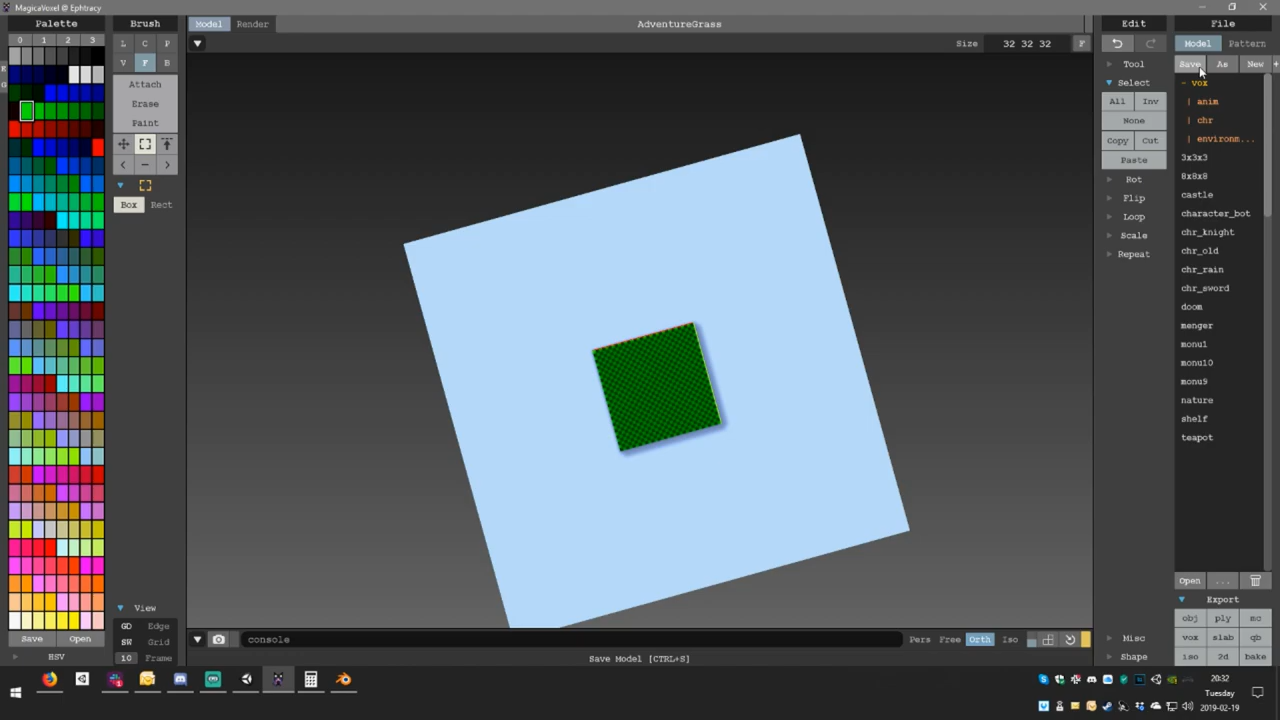 MagicaVoxel @ Ephtracy
Palette
Brush
Model Render
AdventureGrass
Edit
File
0 1 2 3
L C P
Size 32 32 32 F
Model Pattern
V F B
Tool
Save As New +
Attach
Select
- vox
Erase
All Inv
| anim
Paint
None
| chr
Copy Cut
| environm...
Paste
3x3x3
Rot
8x8x8
Flip
castle
Box Rect
Loop
character_bot
Scale
chr_knight
Repeat
chr_old
chr_rain
chr_sword
doom
menger
monu1
monu10
monu9
nature
shelf
teapot
Open ... 
Export
View
obj ply mc
GD Edge
Save Open
SW Grid
console
Pers Free Orth Iso
Misc
vox slab qb
HSV
10 Frame
Save Model [CTRL+S]
Shape
iso 2d bake
20:32
Tuesday
2019-02-19